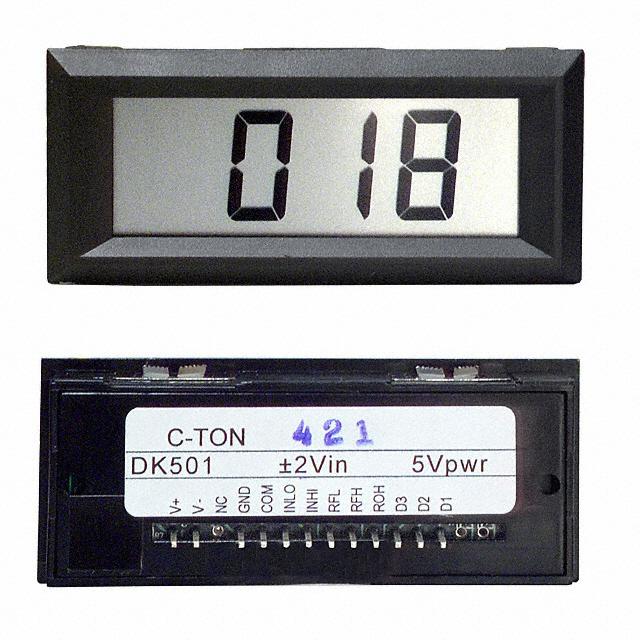 018
C-TON 421
DK501 ±2Vin 5Vpwr
V+ V- NC GND COM INLO INHI RFL RFH ROH D3 D2 D1